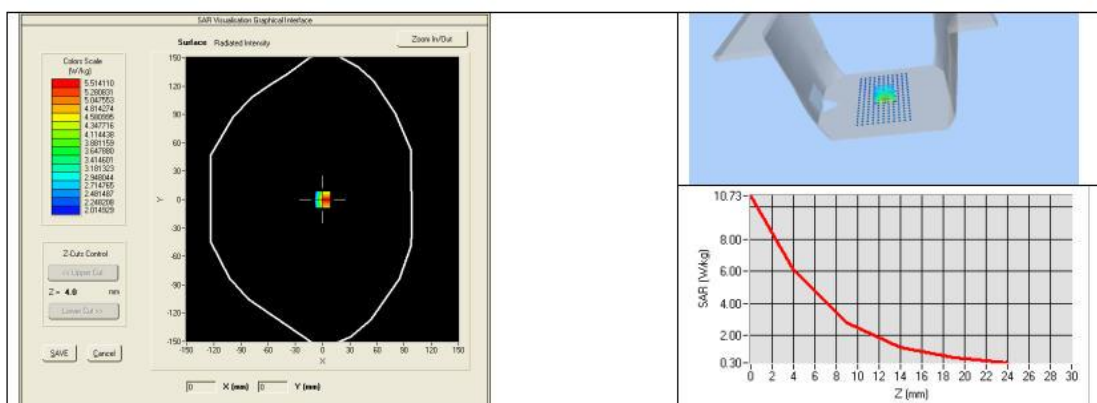 SAR Visualisation Graphical Interface
Surface Radiated Intensity
Zoom In/Out
Colors Scale
(W/kg)
5.514110
5.280831
5.047553
4.814274
4.580995
4.347716
4.114438
3.881159
3.647880
3.414601
3.181323
2.948044
2.714765
2.481487
2.248208
2.014929
Z-Cuts Control
<< Upper Cut
Z = 4.0 mm
Lower Cut >>
SAVE Cancel
150
120
90
60
30
0
-30
-60
-90
-120
-150
Y
-150 -120 -90 -60 -30 0 30 60 90 120 150
X
0 X (mm) 0 Y (mm)
10.73
8.00
6.00
4.00
2.00
0.30
SAR (W/kg)
0 2 4 6 8 10 12 14 16 18 20 22 24 26 28 30
Z (mm)